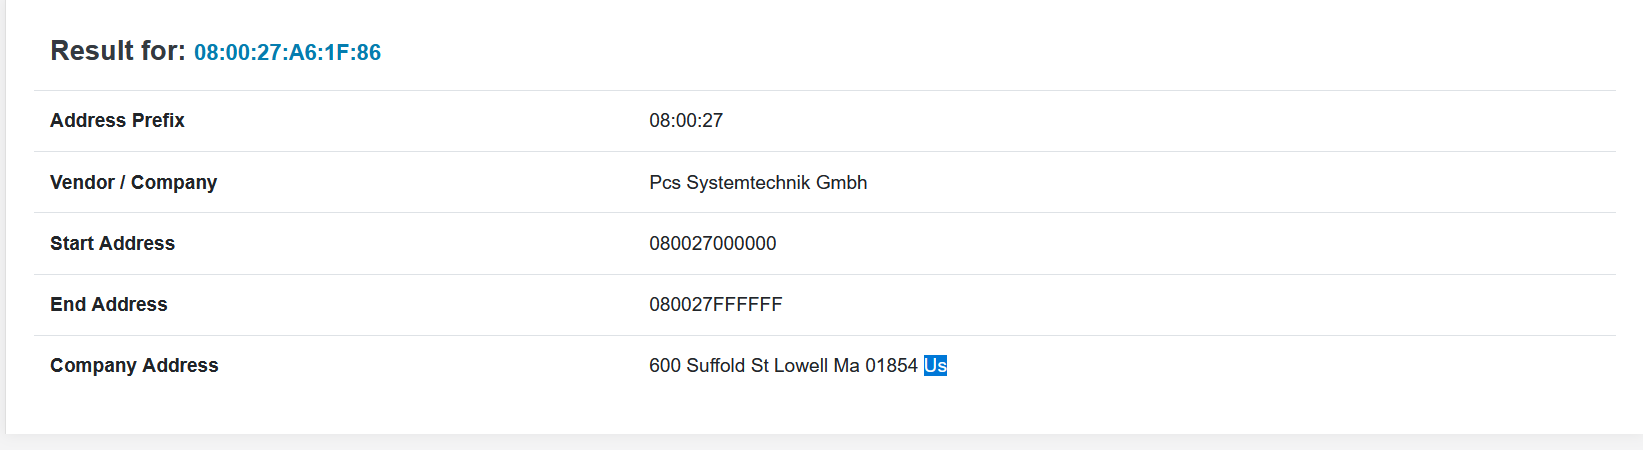 Result for: 08:00:27:A6:1F:86
Address Prefix 08:00:27
Vendor / Company Pcs Systemtechnik Gmbh
Start Address 080027000000
End Address 080027FFFFFF
Company Address 600 Suffold St Lowell Ma 01854 Us